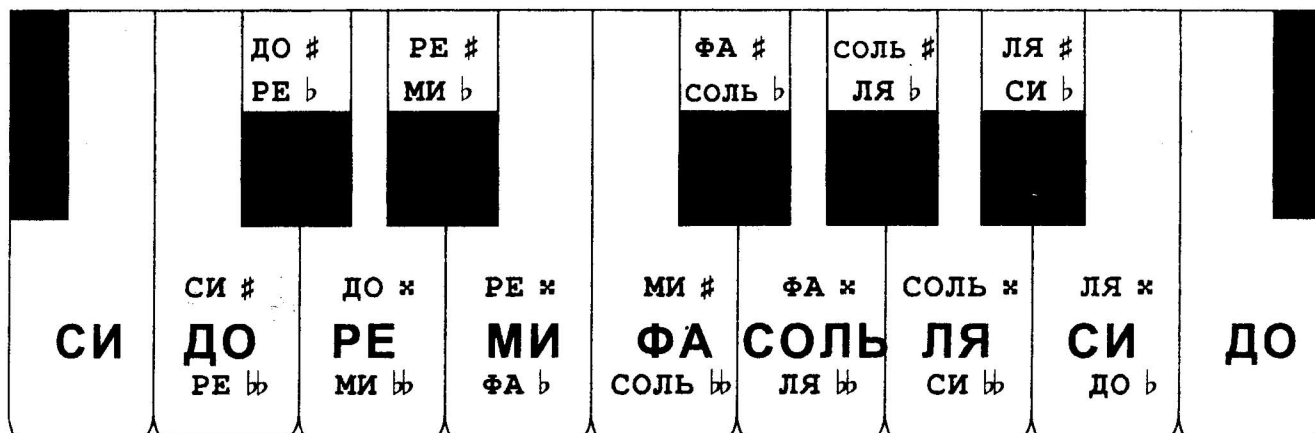 ДО ♯ РЕ ♯ ФА ♯ СОЛЬ ♯ ЛЯ ♯
РЕ ♭ МИ ♭ СОЛЬ ♭ ЛЯ ♭ СИ ♭
СИ ♯ ДО 𝄪 РЕ 𝄪 МИ ♯ ФА 𝄪 СОЛЬ 𝄪 ЛЯ 𝄪
СИ ДО РЕ МИ ФА СОЛЬ ЛЯ СИ ДО
РЕ 𝄫 МИ 𝄫 ФА ♭ СОЛЬ 𝄫 ЛЯ 𝄫 СИ 𝄫 ДО ♭